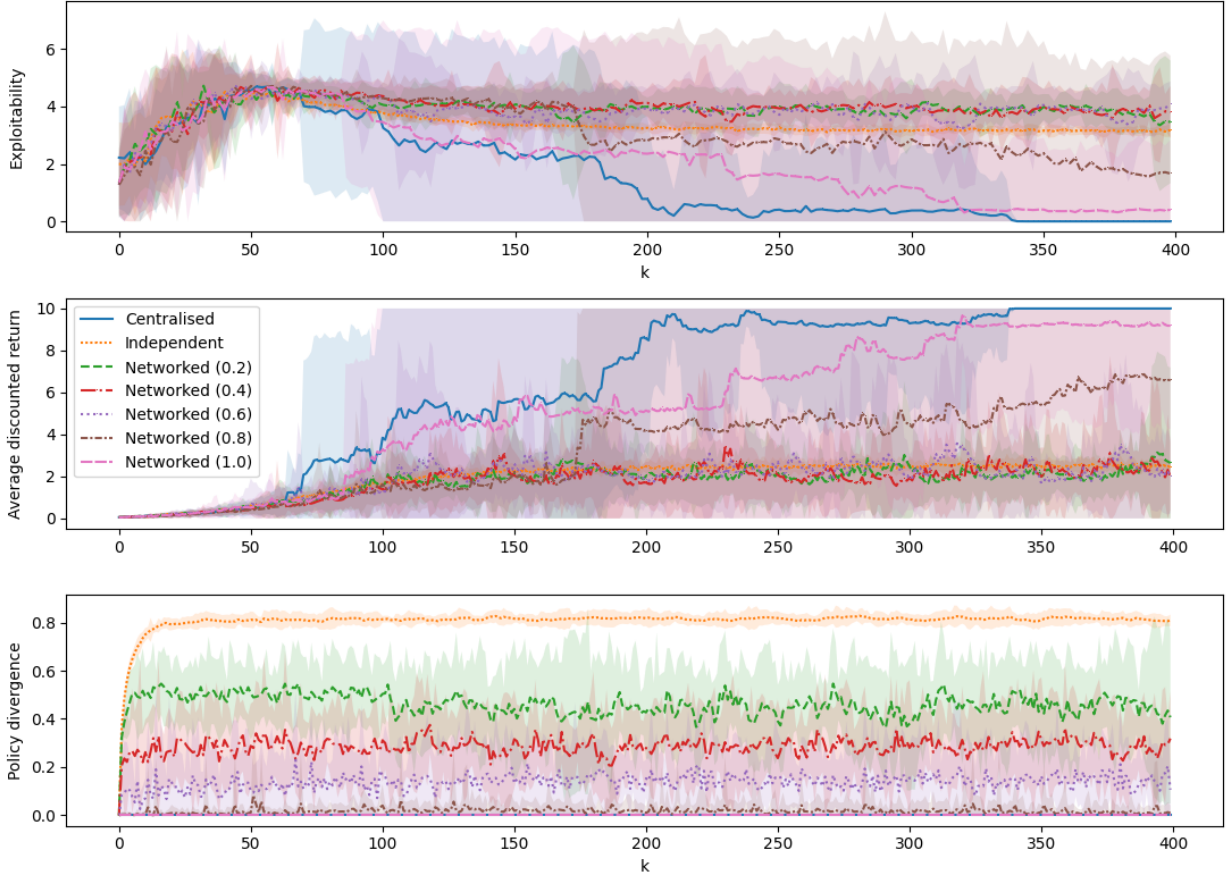 Exploitability
6
4
2
0
0 50 100 150 200 250 300 350 400
k
Average discounted return
10
8
6
4
2
0
Centralised
Independent
Networked (0.2)
Networked (0.4)
Networked (0.6)
Networked (0.8)
Networked (1.0)
0 50 100 150 200 250 300 350 400
Policy divergence
0.8
0.6
0.4
0.2
0.0
0 50 100 150 200 250 300 350 400
k